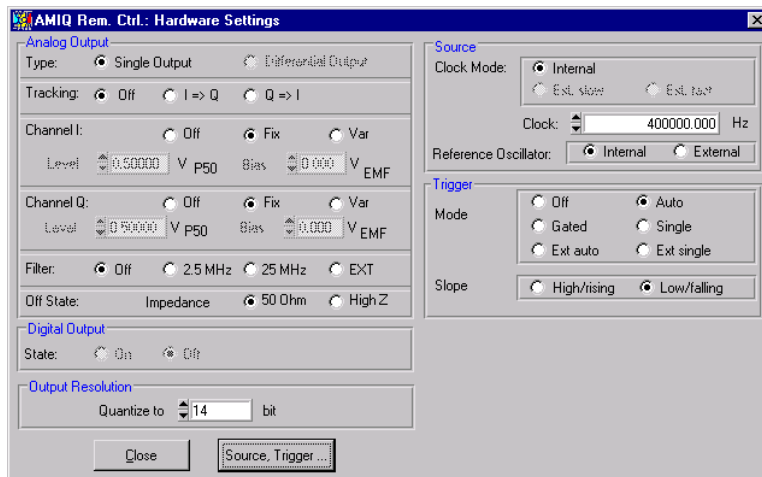 AMIQ Rem. Ctrl.: Hardware Settings
Analog Output
Type: Single Output Differential Output
Tracking: Off I => Q Q => I
Channel I: Off Fix Var
Level 0.50000 V P50 Bias 0.000 V EMF
Channel Q: Off Fix Var
Level 0.50000 V P50 Bias 0.000 V EMF
Filter: Off 2.5 MHz 25 MHz EXT
Off State: Impedance 50 Ohm High Z
Digital Output
State: On Off
Output Resolution
Quantize to 14 bit
Close Source, Trigger ...
Source
Clock Mode: Internal
Ext. slow Ext. fast
Clock: 400000.000 Hz
Reference Oscillator: Internal External
Trigger
Mode Off Auto
Gated Single
Ext auto Ext single
Slope High/rising Low/falling